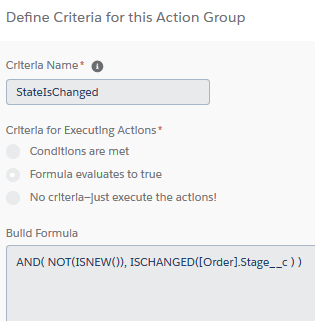 Define Criteria for this Action Group
Criteria Name*
StateIsChanged
Criteria for Executing Actions*
Conditions are met
Formula evaluates to true
No criteria—just execute the actions!
Build Formula
AND( NOT(ISNEW()), ISCHANGED([Order].Stage__c ) )